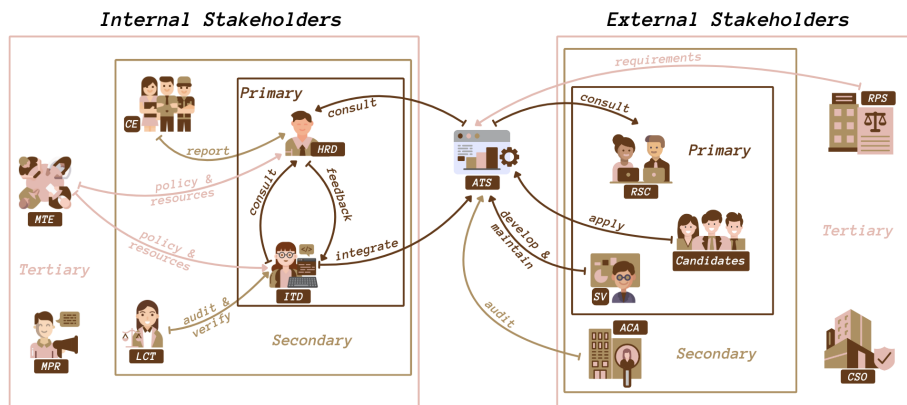 Internal Stakeholders
External Stakeholders
requirements
Primary
consult
consult
RPS
CE
HRD
report
Primary
ATS
RSC
policy &
resources
consult
feedback
MTE
apply
develop &
maintain
policy &
resources
integrate
Candidates
Tertiary
Tertiary
ITD
SV
audit &
verify
audit
ACA
Secondary
Secondary
LCT
MPR
CSO